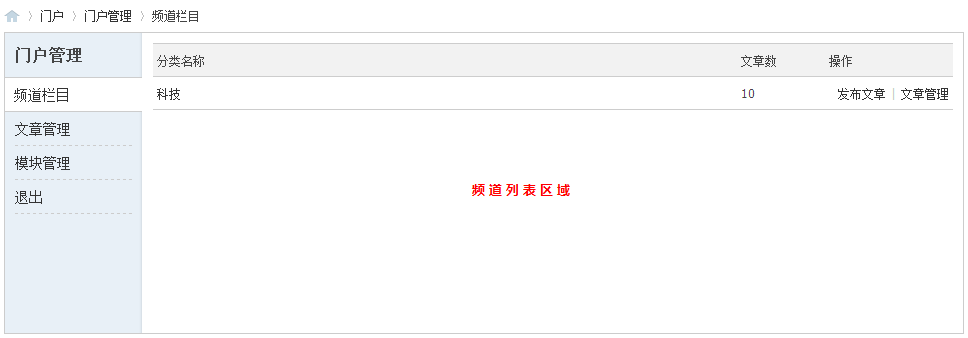 〉门户 〉门户管理 〉频道栏目
门户管理
频道栏目
文章管理
模块管理
退出
分类名称 文章数 操作
科技 10 发布文章 | 文章管理
频道列表区域